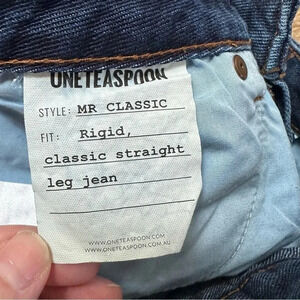 ONETEASPOON
STYLE: MR CLASSIC
FIT: Rigid,
classic straight
leg jean
WWW.ONETEASPOON.COM
WWW.ONETEASPOON.COM.AU